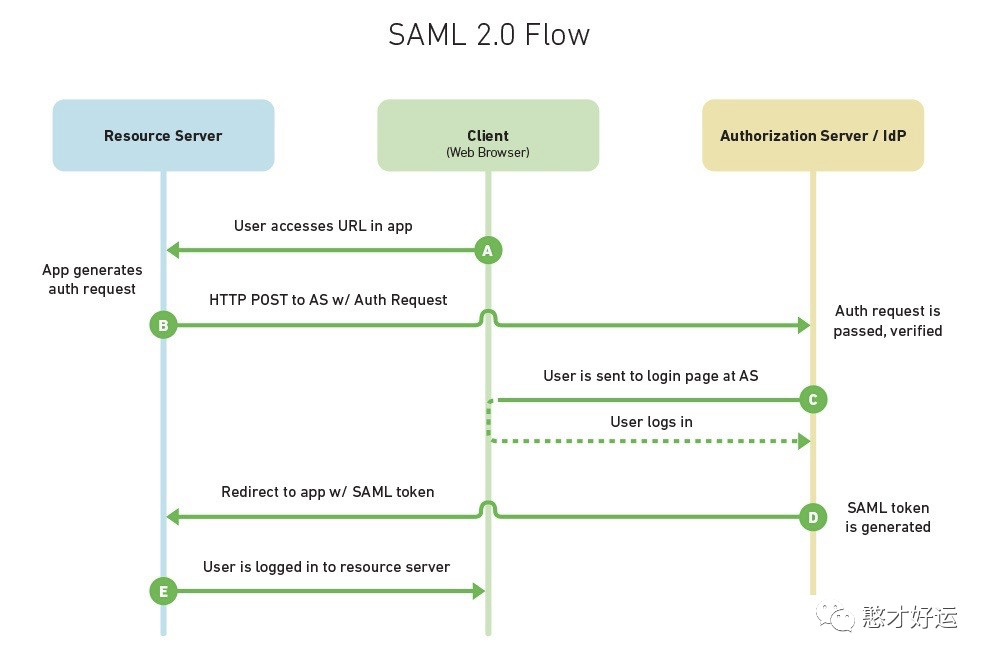 SAML 2.0 Flow
Resource Server
Client
(Web Browser)
Authorization Server / IdP
User accesses URL in app
A
App generates
auth request
HTTP POST to AS w/ Auth Request
B
Auth request is
passed, verified
User is sent to login page at AS
C
User logs in
Redirect to app w/ SAML token
D
SAML token
is generated
User is logged in to resource server
E
憨才好运